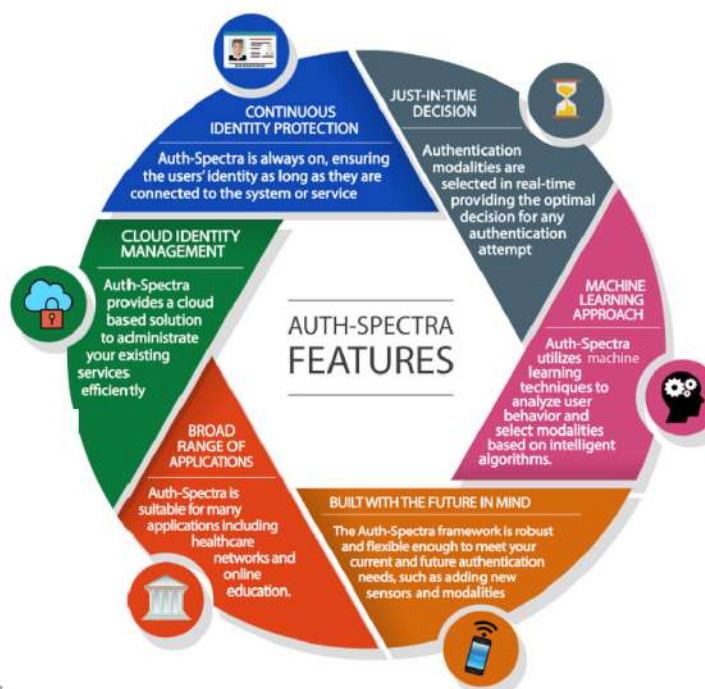 CONTINUOUS
IDENTITY PROTECTION
Auth-Spectra is always on, ensuring
the users' identity as long as they are
connected to the system or service
JUST-IN-TIME
DECISION
Authentication
modalities are
selected in real-time
providing the optimal
decision for any
authentication
attempt
MACHINE
LEARNING
APPROACH
Auth-Spectra
utilizes machine
learning
techniques to
analyze user
behavior and
select modalities
based on intelligent
algorithms.
BUILT WITH THE FUTURE IN MIND
The Auth-Spectra framework is robust
and flexible enough to meet your
current and future authentication
needs, such as adding new
sensors and modalities
BROAD
RANGE OF
APPLICATIONS
Auth-Spectra is
suitable for many
applications including
healthcare
networks and
online
education.
CLOUD IDENTITY
MANAGEMENT
Auth-Spectra
provides a cloud
based solution
to administrate
your existing
services
efficiently
AUTH-SPECTRA
FEATURES